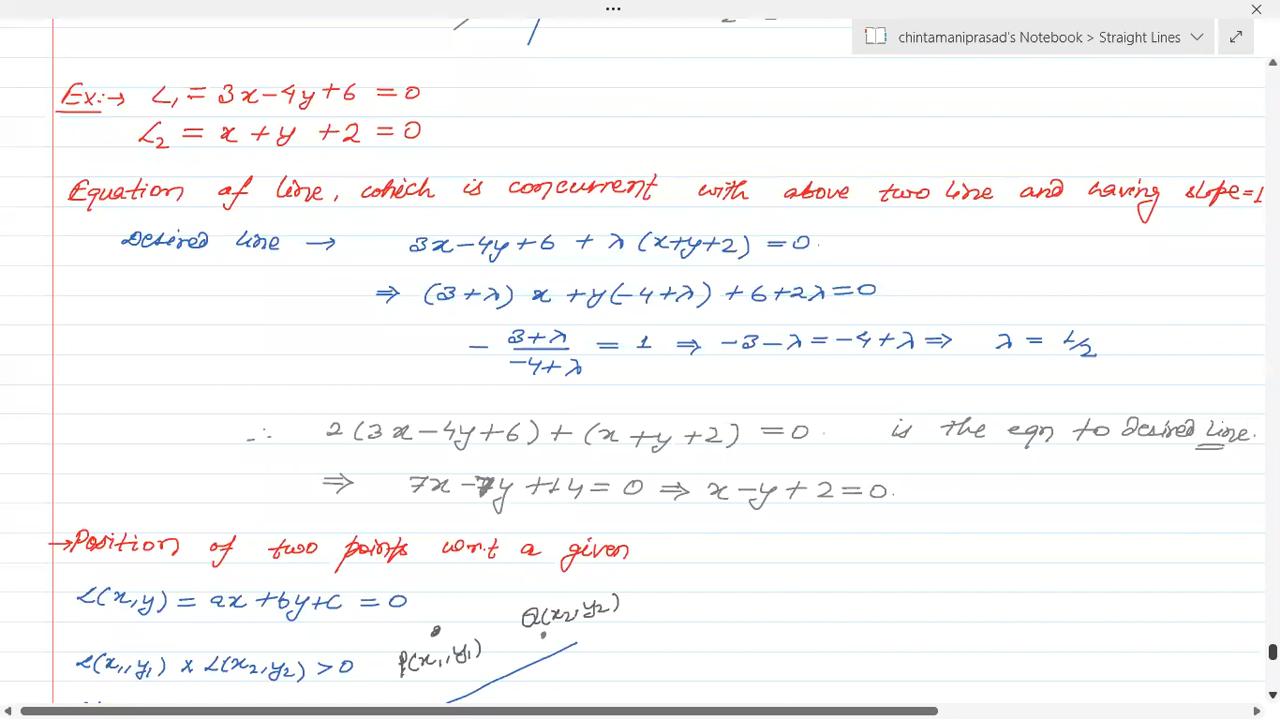 chintamaniprasad's Notebook > Straight Lines
Ex:→ L₁ = 3x-4y+6 = 0
L₂ = x + y + 2 = 0
Equation of line, which is concurrent with above two line and having slope=1
Desired line → 3x-4y+6 + λ(x+y+2) = 0.
⇒ (3+λ) x + y(-4+λ) + 6+2λ = 0
- (3+λ)/(-4+λ) = 1 ⇒ -3-λ = -4+λ ⇒ λ = 1/2
∴ 2(3x-4y+6) + (x+y+2) = 0. is the eqn to desired line.
⇒ 7x-7y+14 = 0 ⇒ x-y+2 = 0.
→ Position of two points w.r.t a given
L(x,y) = ax+by+c = 0
Q(x₂,y₂)
P(x₁,y₁)
L(x₁,y₁) x L(x₂,y₂) > 0